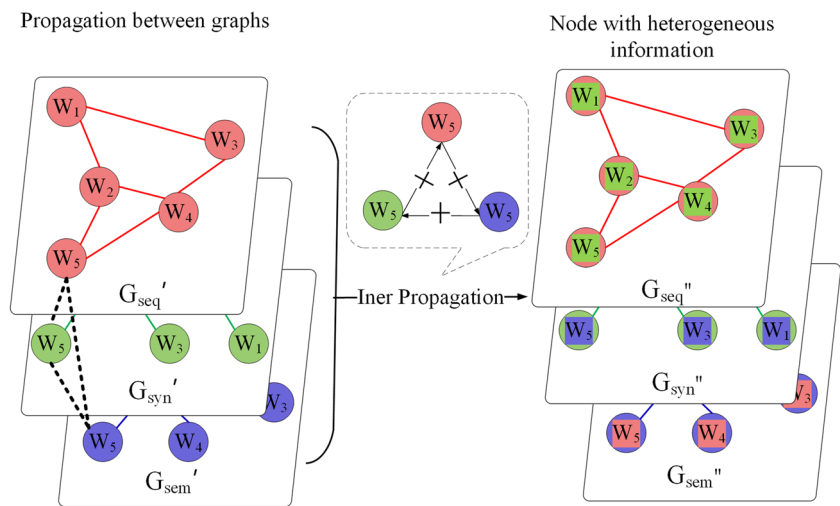 Propagation between graphs
W1
W3
W2
W4
W5
Gseq'
W5
W3
W1
Gsyn'
W3
W5
W4
Gsem'
W5
W5
W5
Iner Propagation
Node with heterogeneous
information
W1
W3
W2
W4
W5
Gseq"
W5
W3
W1
Gsyn"
W3
W5
W4
Gsem"